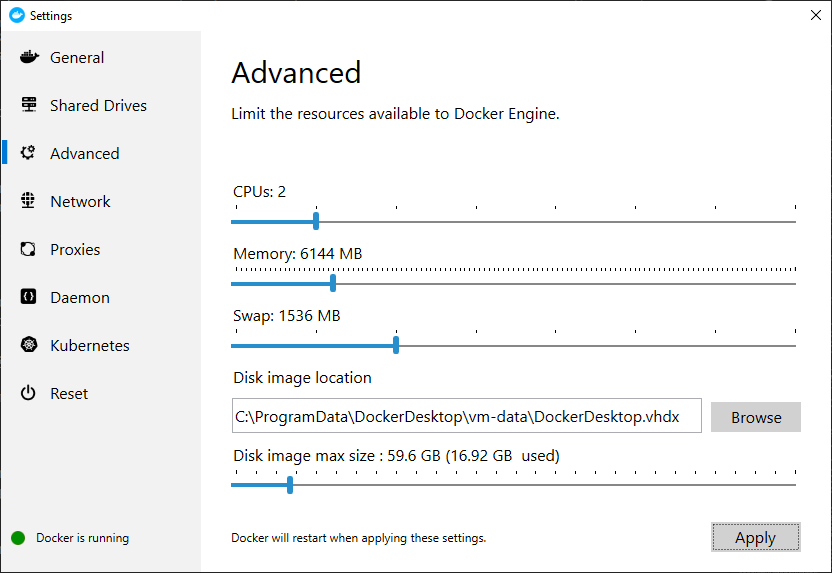 Settings
General
Shared Drives
Advanced
Network
Proxies
Daemon
Kubernetes
Reset
Docker is running
Advanced
Limit the resources available to Docker Engine.
CPUs: 2
Memory: 6144 MB
Swap: 1536 MB
Disk image location
C:\ProgramData\DockerDesktop\vm-data\DockerDesktop.vhdx
Browse
Disk image max size : 59.6 GB (16.92 GB  used)
Docker will restart when applying these settings.
Apply